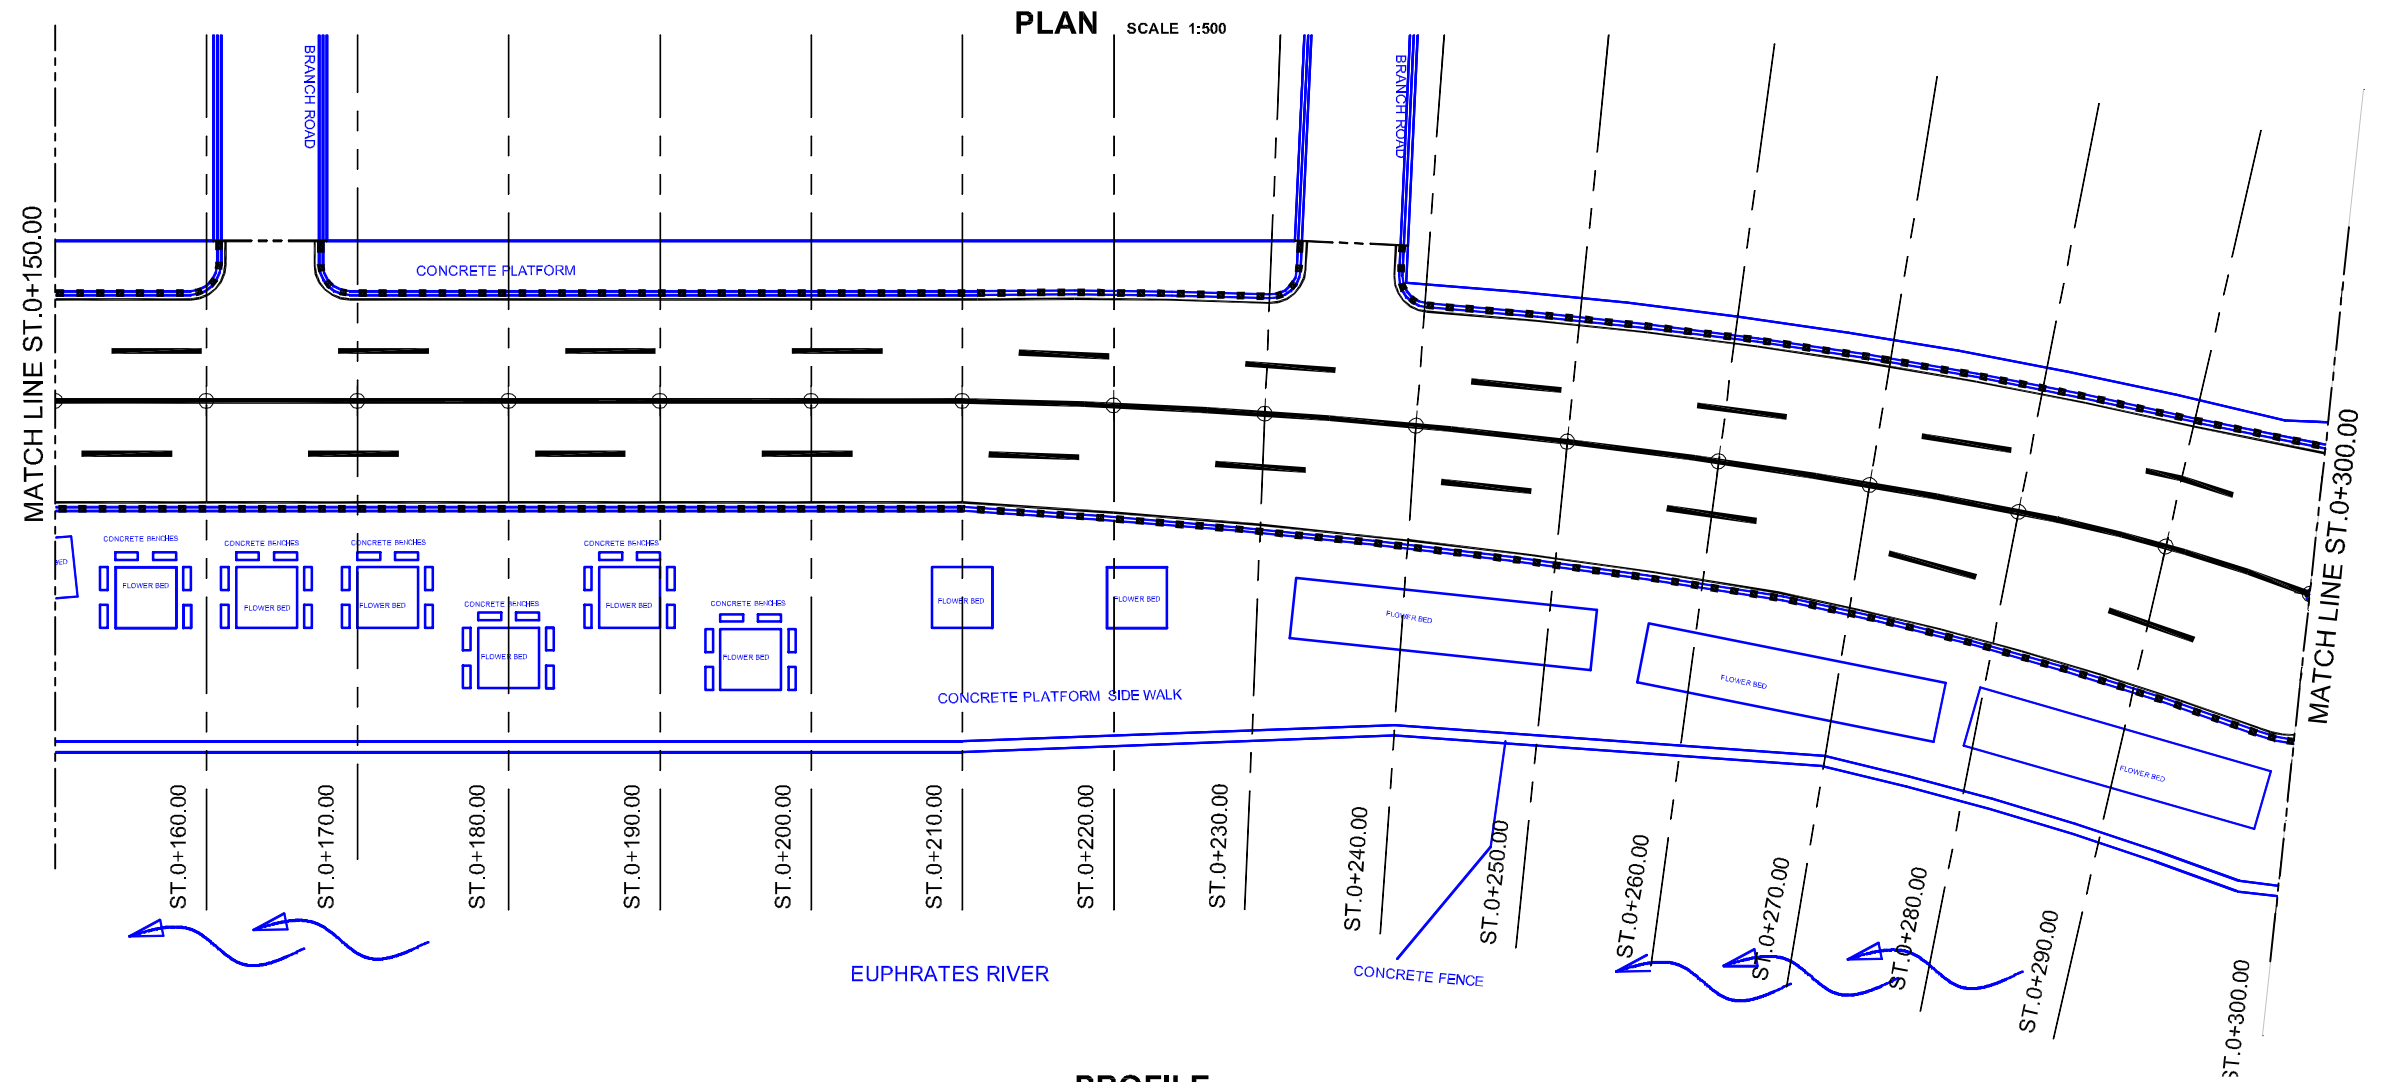 PLAN SCALE 1:500
BRANCH ROAD
BRANCH ROAD
MATCH LINE ST.0+150.00
CONCRETE PLATFORM
MATCH LINE ST.0+300.00
CONCRETE BENCHES
CONCRETE BENCHES
CONCRETE BENCHES
CONCRETE BENCHES
BED
FLOWER BED
FLOWER BED
FLOWER BED
FLOWER BED
FLOWER BED
FLOWER BED
CONCRETE BENCHES
CONCRETE BENCHES
FLOWER BED
FLOWER BED
FLOWER BED
FLOWER BED
FLOWER BED
CONCRETE PLATFORM SIDE WALK
ST.0+160.00
ST.0+170.00
ST.0+180.00
ST.0+190.00
ST.0+200.00
ST.0+210.00
ST.0+220.00
ST.0+230.00
ST.0+240.00
ST.0+250.00
ST.0+260.00
ST.0+270.00
ST.0+280.00
ST.0+290.00
ST.0+300.00
EUPHRATES RIVER
CONCRETE FENCE
PROFILE